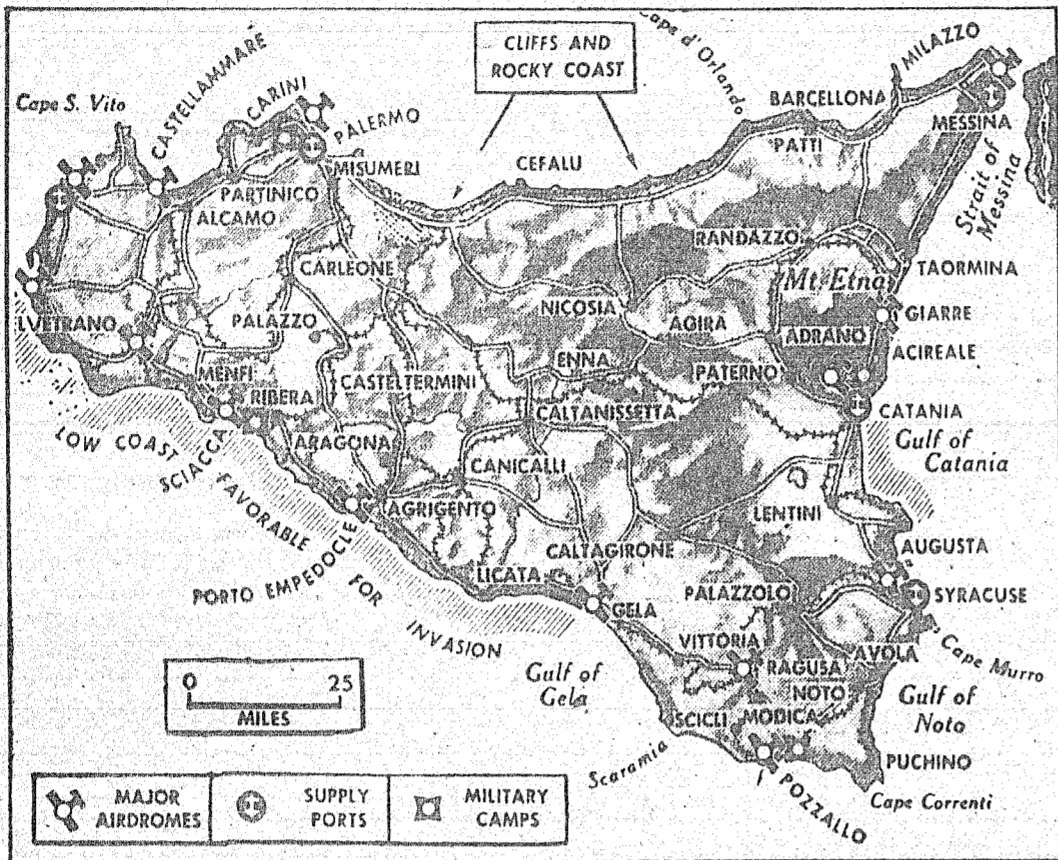 CLIFFS AND
ROCKY COAST
Cape d'Orlando
MILAZZO
Cape S. Vito
CASTELLAMMARE
CARINI
PALERMO
BARCELLONA
MESSINA
MISUMERI
CEFALU
PATTI
Strait of
Messina
PARTINICO
ALCAMO
RANDAZZO
CARLEONE
Mt. Etna
TAORMINA
NICOSIA
GIARRE
LVETRANO
PALAZZO
AGIRA
ADRANO
ENNA
ACIREALE
MENFI
CASTELTERMINI
PATERNO
RIBERA
CALTANISSETTA
CATANIA
LOW COAST FAVORABLE FOR INVASION
SCIACCA
ARAGONA
CANICALLI
Gulf of
Catania
AGRIGENTO
LENTINI
PORTO EMPEDOCLE
CALTAGIRONE
AUGUSTA
LICATA
PALAZZOLO
SYRACUSE
GELA
VITTORIA
AVOLA
Cape Murro
RAGUSA
Gulf of
Gela
NOTO
Gulf of
Noto
0 25
MILES
SCICLI
MODICA
Scaramia
PUCHINO
POZZALLO
Cape Correnti
MAJOR
AIRDROMES
SUPPLY
PORTS
MILITARY
CAMPS